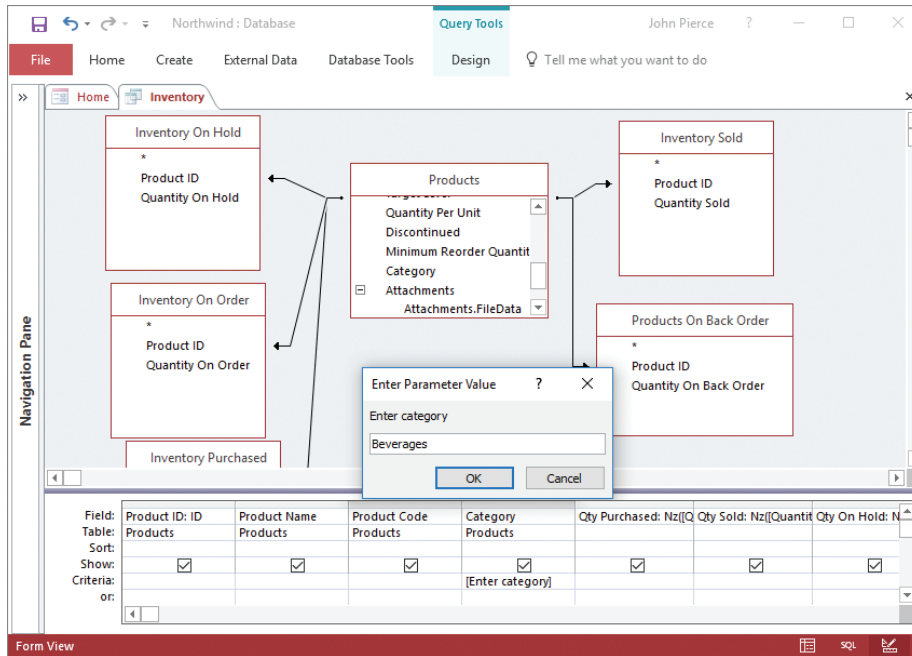 Northwind : Database
Query Tools
John Pierce
?
File
Home
Create
External Data
Database Tools
Design
Tell me what you want to do
Home
Inventory
Navigation Pane
Inventory On Hold
*
Product ID
Quantity On Hold
Inventory On Order
*
Product ID
Quantity On Order
Inventory Purchased
Products
Quantity Per Unit
Discontinued
Minimum Reorder Quantit
Category
Attachments
Attachments.FileData
Inventory Sold
*
Product ID
Quantity Sold
Products On Back Order
*
Product ID
Quantity On Back Order
Enter Parameter Value ?
Enter category
Beverages
OK Cancel
Field: Product ID: ID Product Name Product Code Category Qty Purchased: Nz([Q Qty Sold: Nz([Quantit Qty On Hold: N
Table: Products Products Products Products
Sort:
Show:
Criteria: [Enter category]
or:
Form View
SQL